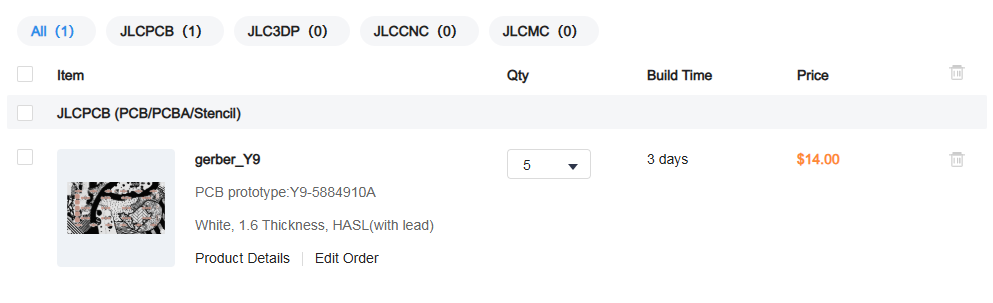 All (1) JLCPCB (1) JLC3DP (0) JLCCNC (0) JLCMC (0)
Item Qty Build Time Price
JLCPCB (PCB/PCBA/Stencil)
gerber_Y9 5 3 days $14.00
PCB prototype:Y9-5884910A
White, 1.6 Thickness, HASL(with lead)
Product Details Edit Order